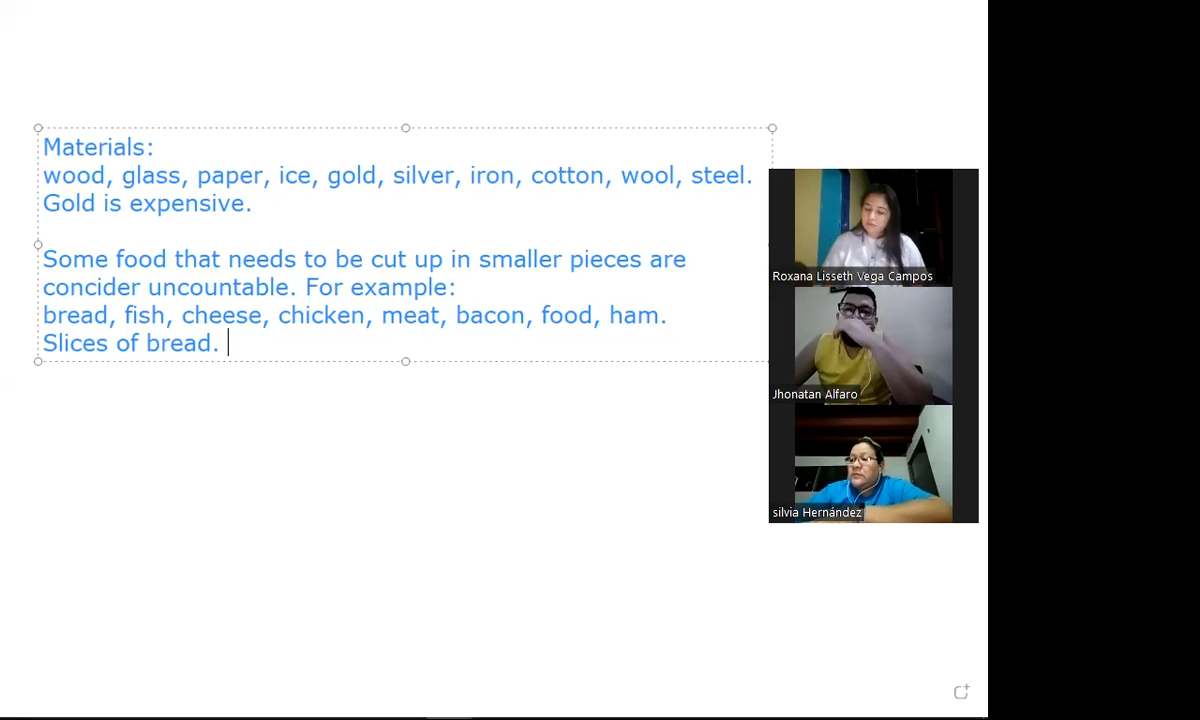 Materials:
wood, glass, paper, ice, gold, silver, iron, cotton, wool, steel.
Gold is expensive.
Some food that needs to be cut up in smaller pieces are
concider uncountable. For example:
bread, fish, cheese, chicken, meat, bacon, food, ham.
Slices of bread.
Roxana Lisseth Vega Campos
Jhonatan Alfaro
silvia Hernández